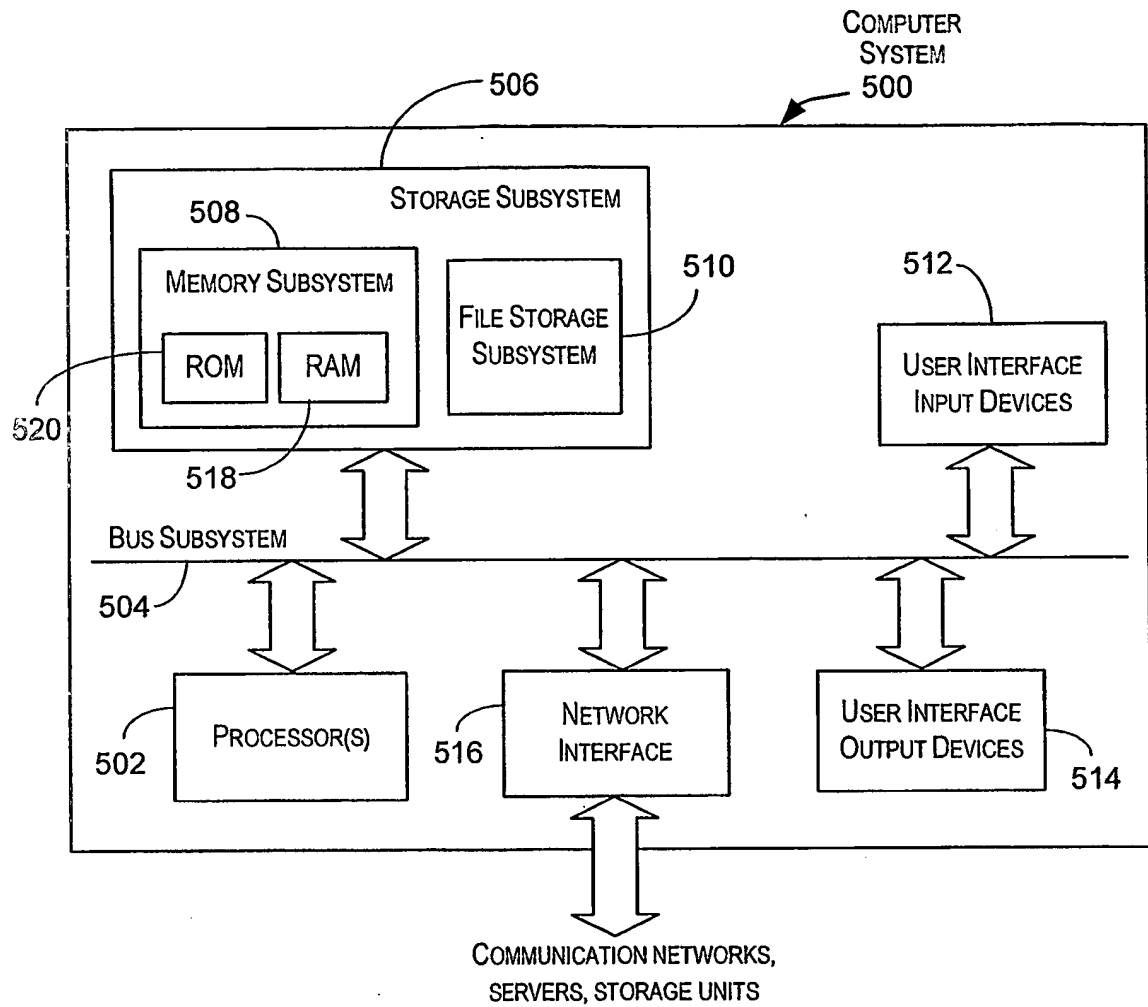 COMPUTER
SYSTEM
500
506
STORAGE SUBSYSTEM
508
MEMORY SUBSYSTEM
ROM
RAM
520
518
FILE STORAGE
SUBSYSTEM
510
512
USER INTERFACE
INPUT DEVICES
BUS SUBSYSTEM
504
PROCESSOR(S)
502
NETWORK
INTERFACE
516
USER INTERFACE
OUTPUT DEVICES
514
COMMUNICATION NETWORKS,
SERVERS, STORAGE UNITS